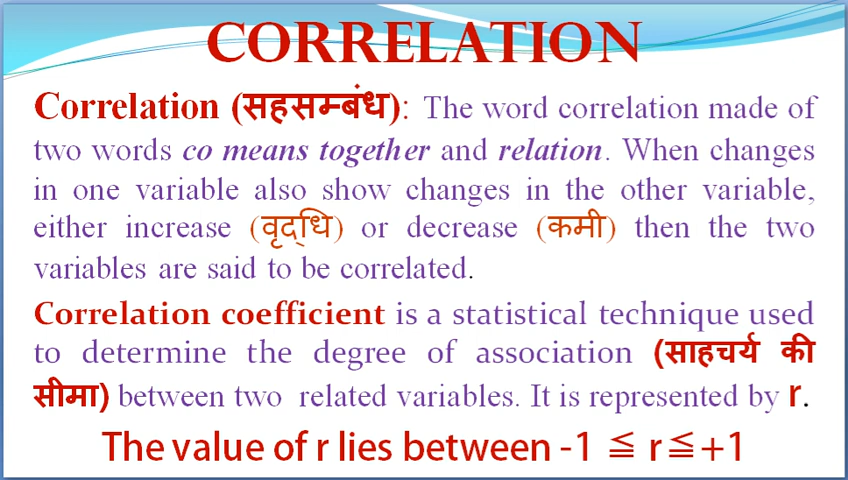 CORRELATION
Correlation (सहसम्बंध): The word correlation made of
two words co means together and relation. When changes
in one variable also show changes in the other variable,
either increase (वृद्धि) or decrease (कमी) then the two
variables are said to be correlated.
Correlation coefficient is a statistical technique used
to determine the degree of association (साहचर्य की
सीमा) between two related variables. It is represented by r.
The value of r lies between -1 ≦ r≦+1